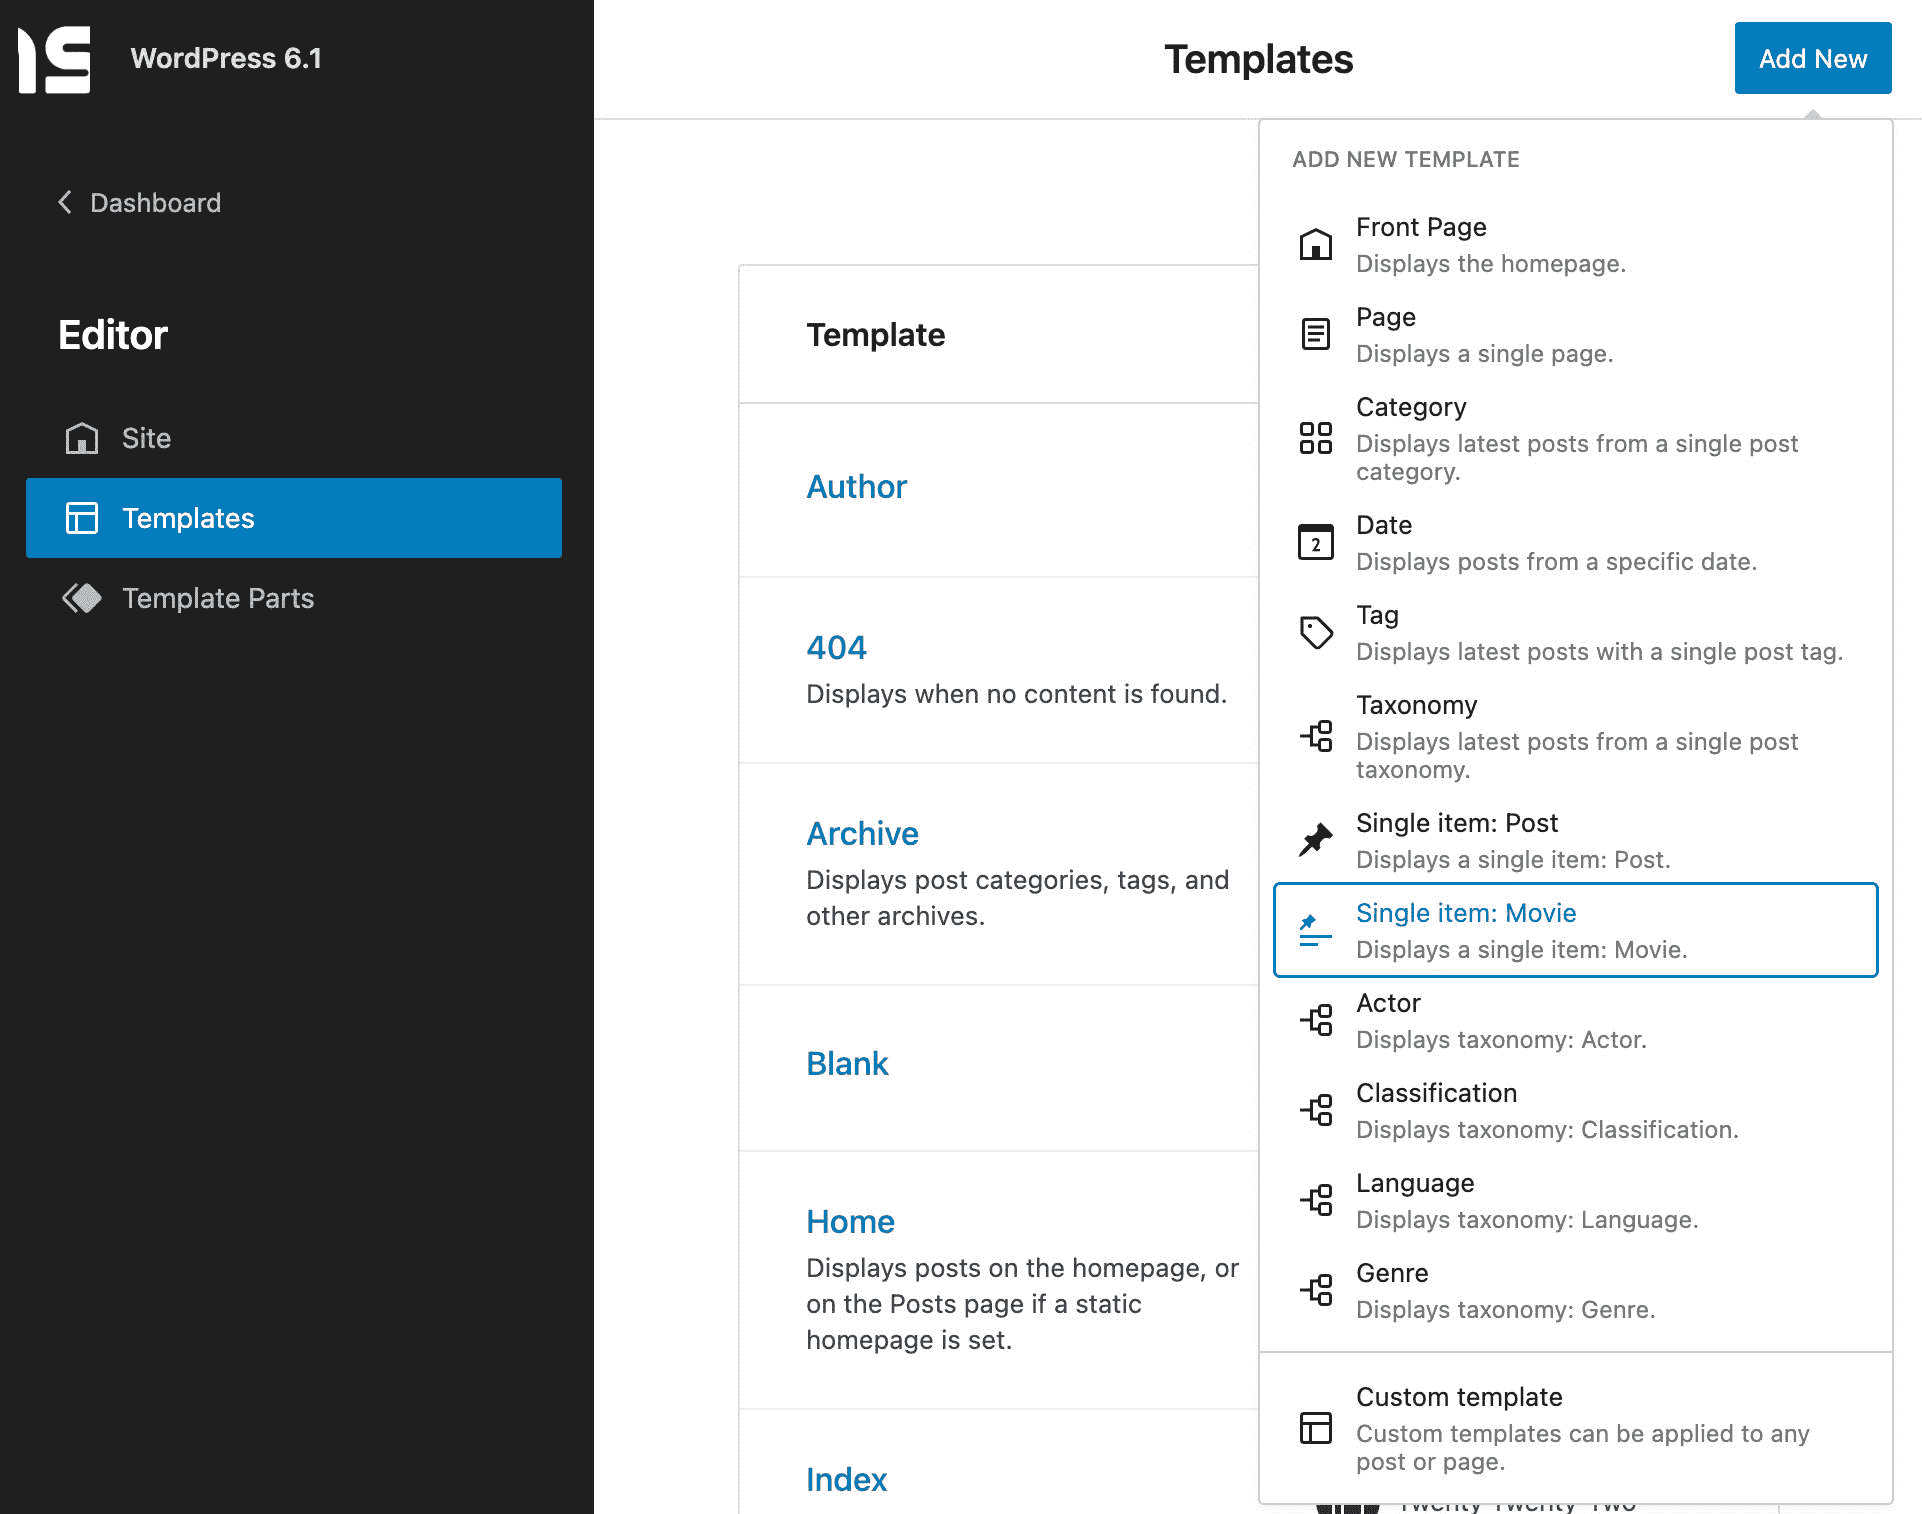 WordPress 6.1
Dashboard
Editor
Site
Templates
Template Parts
Templates
Add New
Template
Author
404
Displays when no content is found.
Archive
Displays post categories, tags, and
other archives.
Blank
Home
Displays posts on the homepage, or
on the Posts page if a static
homepage is set.
Index
ADD NEW TEMPLATE
Front Page
Displays the homepage.
Page
Displays a single page.
Category
Displays latest posts from a single post
category.
2
Date
Displays posts from a specific date.
Tag
Displays latest posts with a single post tag.
Taxonomy
Displays latest posts from a single post
taxonomy.
Single item: Post
Displays a single item: Post.
Single item: Movie
Displays a single item: Movie.
Actor
Displays taxonomy: Actor.
Classification
Displays taxonomy: Classification.
Language
Displays taxonomy: Language.
Genre
Displays taxonomy: Genre.
Custom template
Custom templates can be applied to any
post or page.
Twenty Twenty-Two